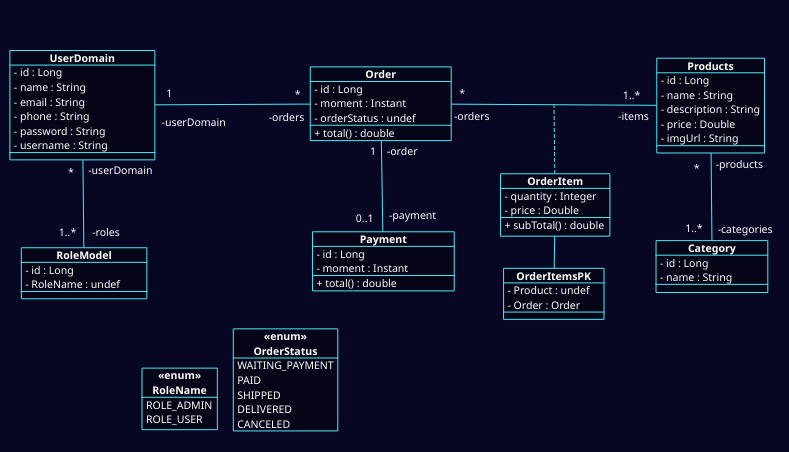 UserDomain
- id : Long
- name : String
- email : String
- phone : String
- password : String
- username : String
1
-userDomain
*
-orders
Order
- id : Long
- moment : Instant
- orderStatus : undef
+ total() : double
*
-orders
1..*
-items
Products
- id : Long
- name : String
- description : String
- price : Double
- imgUrl : String
* -userDomain
1..* -roles
RoleModel
- id : Long
- RoleName : undef
1 -order
0..1 -payment
Payment
- id : Long
- moment : Instant
+ total() : double
OrderItem
- quantity : Integer
- price : Double
+ subTotal() : double
OrderItemsPK
- Product : undef
- Order : Order
* -products
1..* -categories
Category
- id : Long
- name : String
«enum»
RoleName
ROLE_ADMIN
ROLE_USER
«enum»
OrderStatus
WAITING_PAYMENT
PAID
SHIPPED
DELIVERED
CANCELED